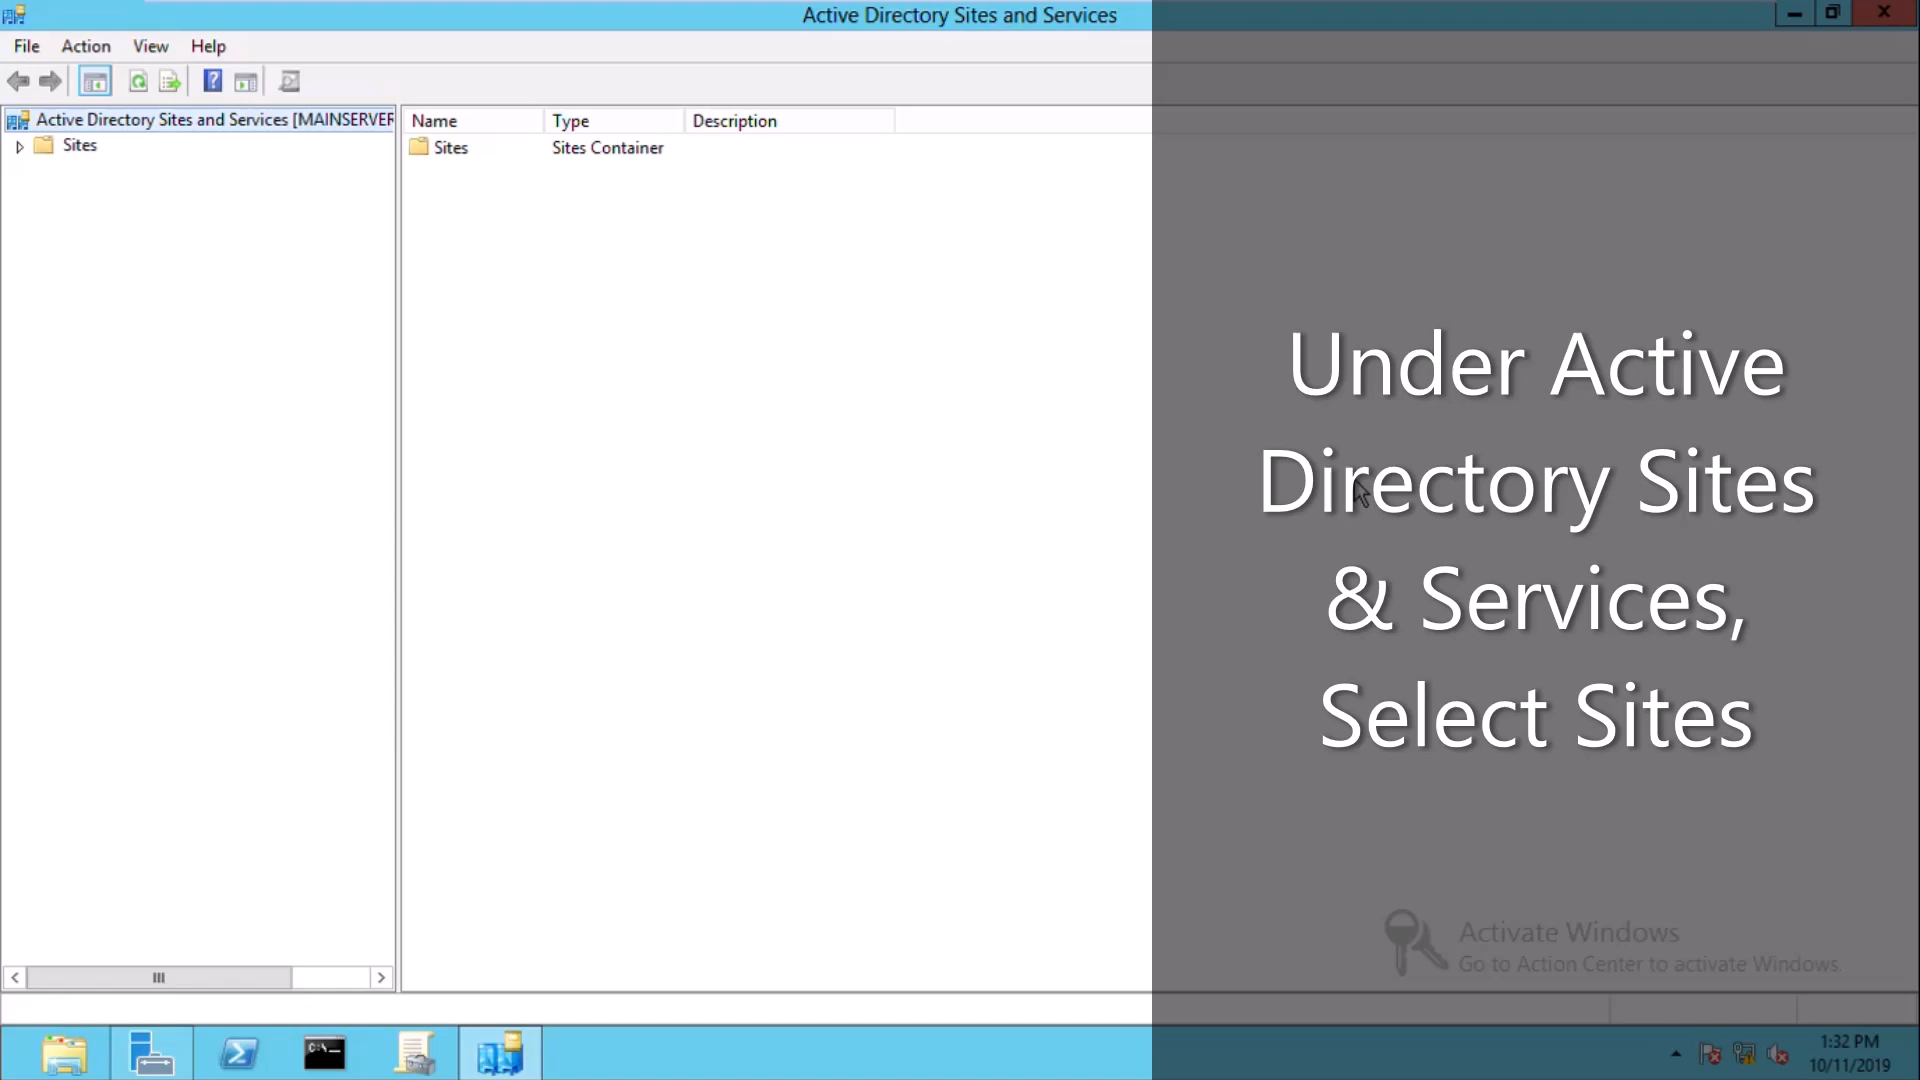 Active Directory Sites and Services
File Action View Help
Active Directory Sites and Services [MAINSERVER
Sites
Name Type Description
Sites Sites Container
Under Active
Directory Sites
& Services,
Select Sites
Activate Windows
Go to Action Center to activate Windows.
C:\_
1:32 PM
10/11/2019